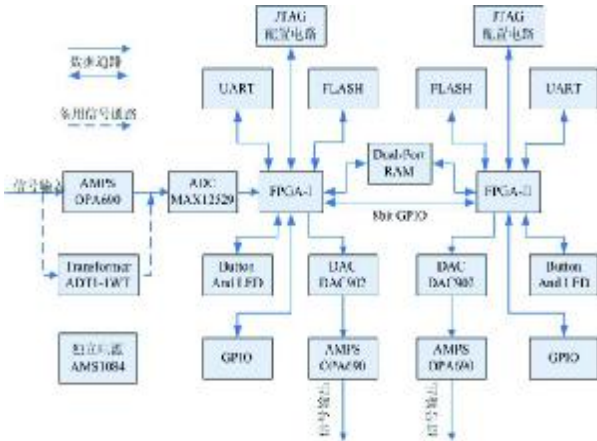 JTAG
配置电路
JTAG
配置电路
数据通路
备用信号通路
UART
FLASH
FLASH
UART
Dual-Port
RAM
信号输入
AMPS
OPA690
ADC
MAX12529
FPGA-I
FPGA-II
8bit GPIO
Transformer
ADT1-1WT
Button
And LED
DAC
DAC902
DAC
DAC902
Button
And LED
独立电源
AMS1084
GPIO
AMPS
OPA690
AMPS
OPA690
GPIO
信号输出
信号输出